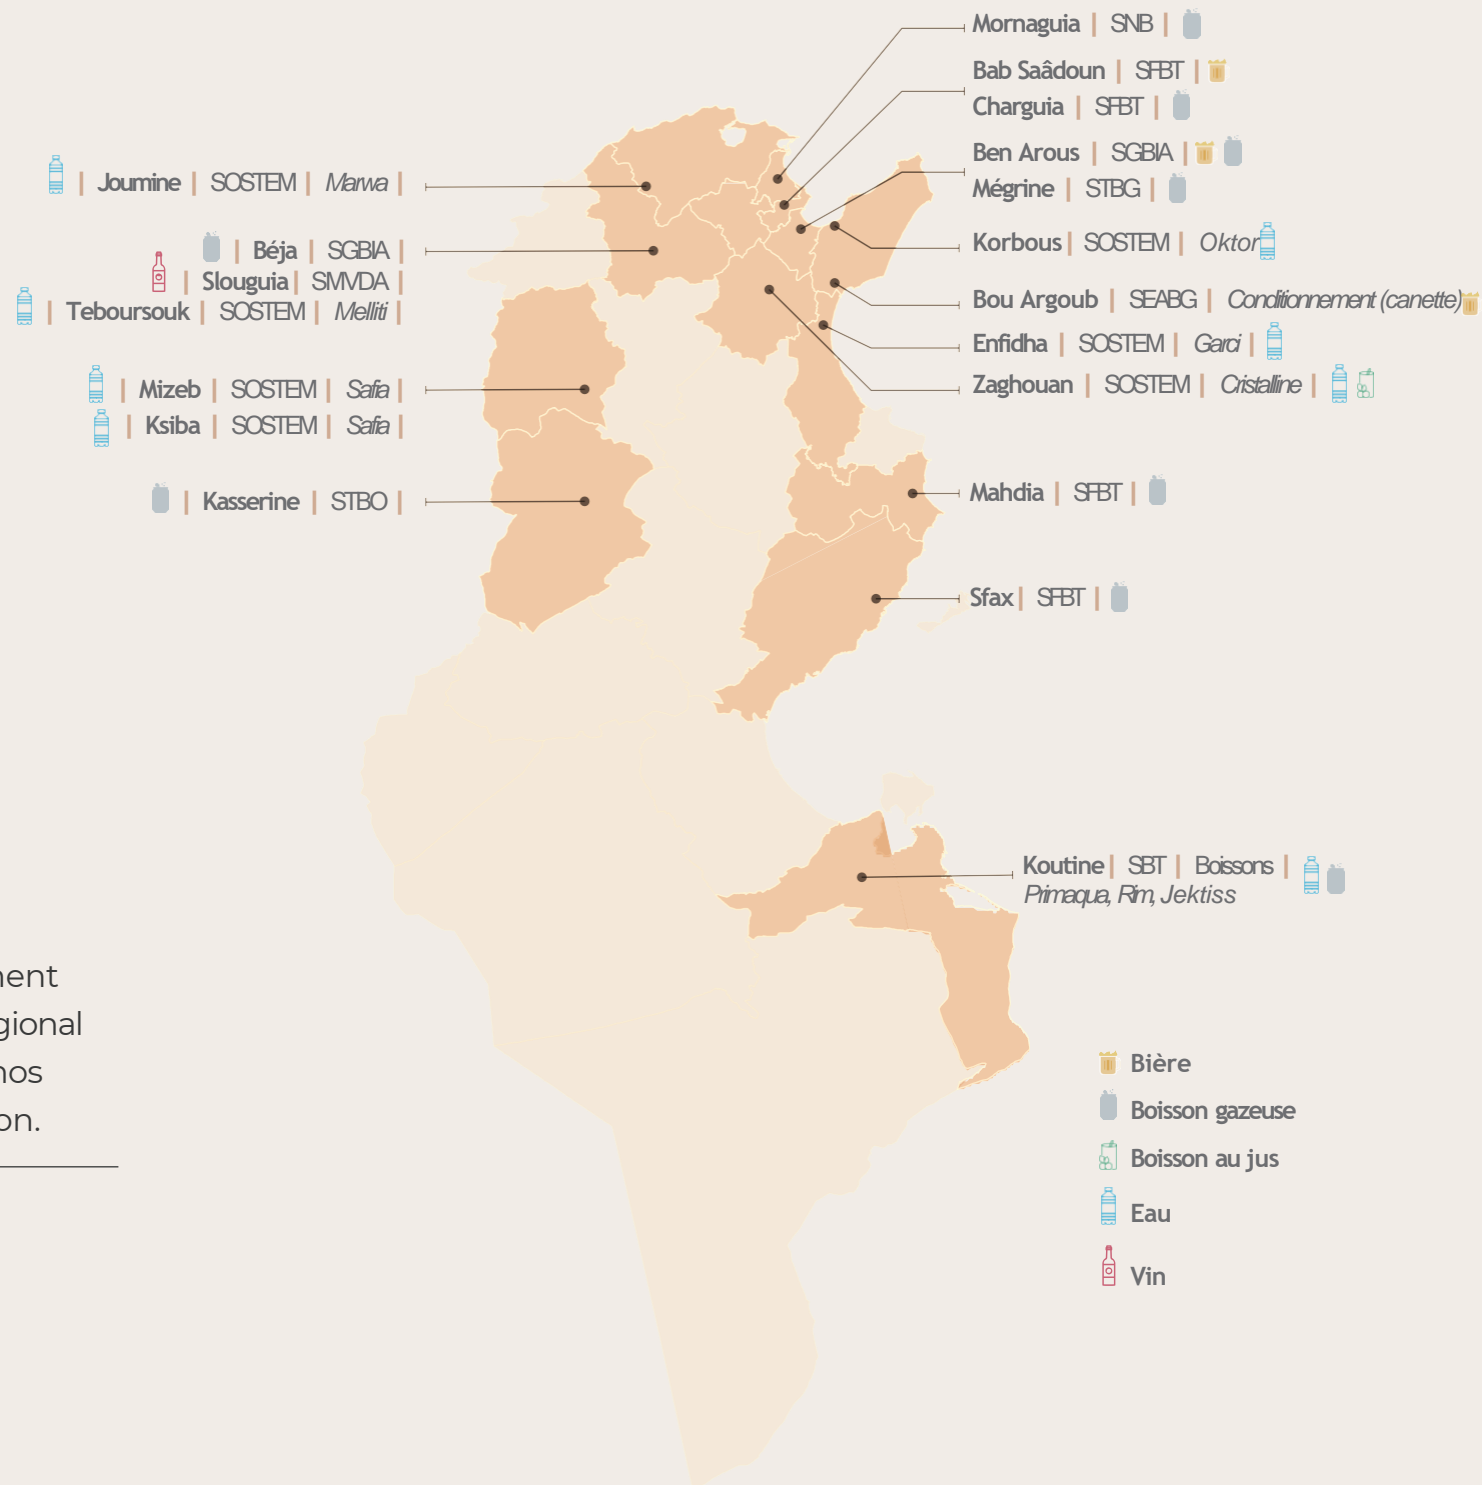 Mornaguia | SNB |
Bab Saâdoun | SFBT |
Charguia | SFBT |
Ben Arous | SGBIA |
Mégrine | STBG |
Korbous | SOSTEM | Oktor
Bou Argoub | SEABG | Conditionnement (canette)
Enfidha | SOSTEM | Garci |
Zaghouan | SOSTEM | Cristalline |
Mahdia | SFBT |
Sfax | SFBT |
Koutine | SBT | Boissons |
Primaqua, Rim, Jektiss
| Joumine | SOSTEM | Marwa |
| Béja | SGBIA |
| Slouguia | SMVDA |
| Teboursouk | SOSTEM | Melliti |
| Mizeb | SOSTEM | Safia |
| Ksiba | SOSTEM | Safia |
| Kasserine | STBO |
nent
gional
nos
on.
Bière
Boisson gazeuse
Boisson au jus
Eau
Vin